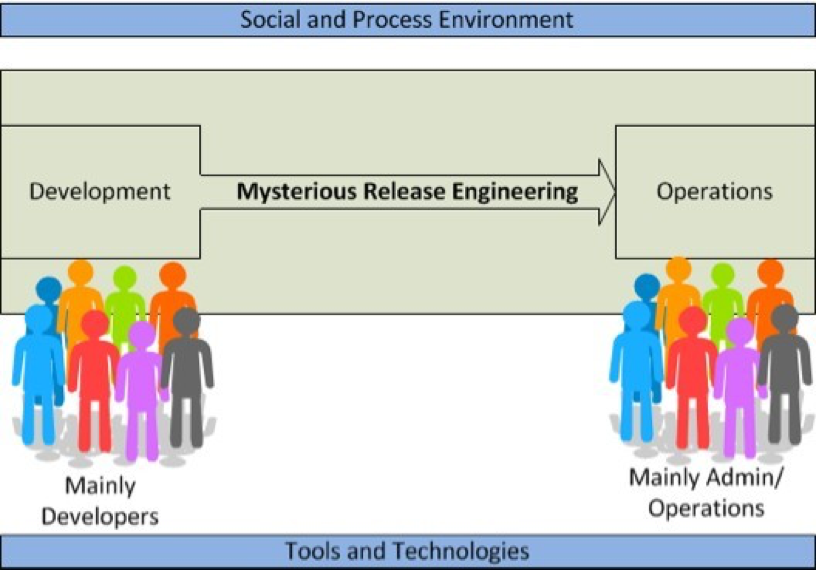 Social and Process Environment
Development
Mysterious Release Engineering
Operations
Mainly
Developers
Mainly Admin/
Operations
Tools and Technologies